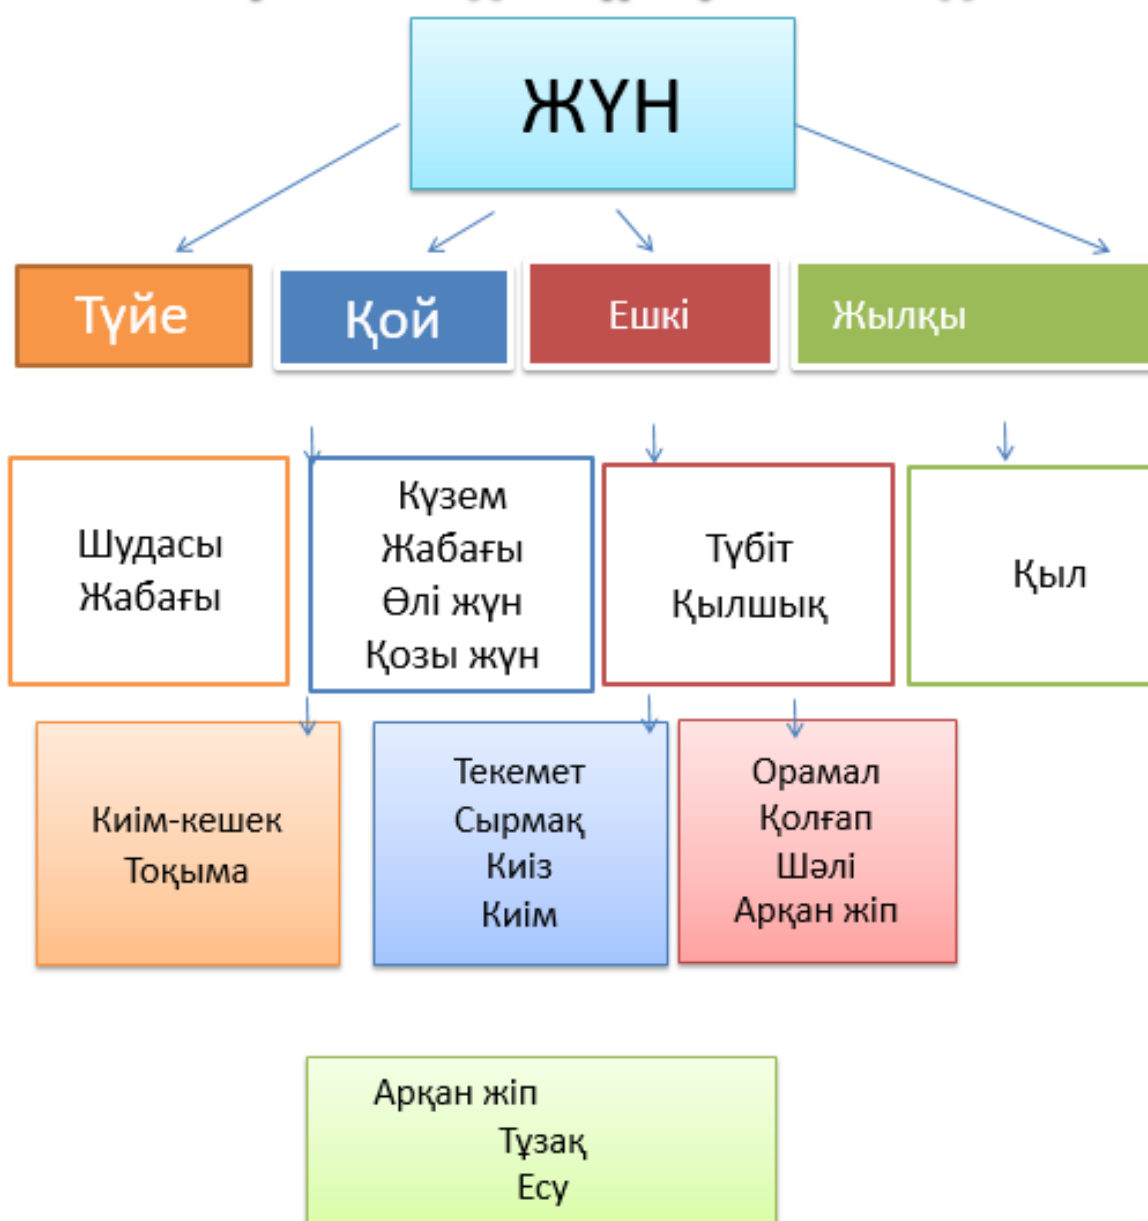 ЖҮН
Түйе
Қой
Ешкі
Жылқы
Шудасы
Жабағы
Күзем
Жабағы
Өлі жүн
Қозы жүн
Түбіт
Қылшық
Қыл
Киім-кешек
Тоқыма
Текемет
Сырмақ
Киіз
Киім
Орамал
Қолғап
Шәлі
Арқан жіп
Арқан жіп
Тұзақ
Есу